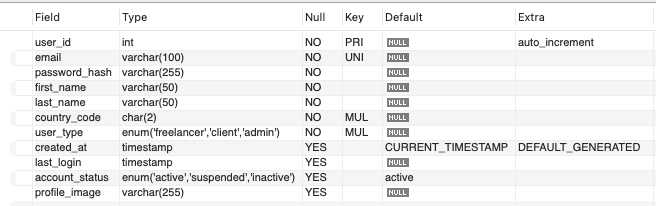 Field Type Null Key Default Extra
user_id int NO PRI NULL auto_increment
email varchar(100) NO UNI NULL
password_hash varchar(255) NO NULL
first_name varchar(50) NO NULL
last_name varchar(50) NO NULL
country_code char(2) NO MUL NULL
user_type enum('freelancer','client','admin') NO MUL NULL
created_at timestamp YES CURRENT_TIMESTAMP DEFAULT_GENERATED
last_login timestamp YES NULL
account_status enum('active','suspended','inactive') YES active
profile_image varchar(255) YES NULL